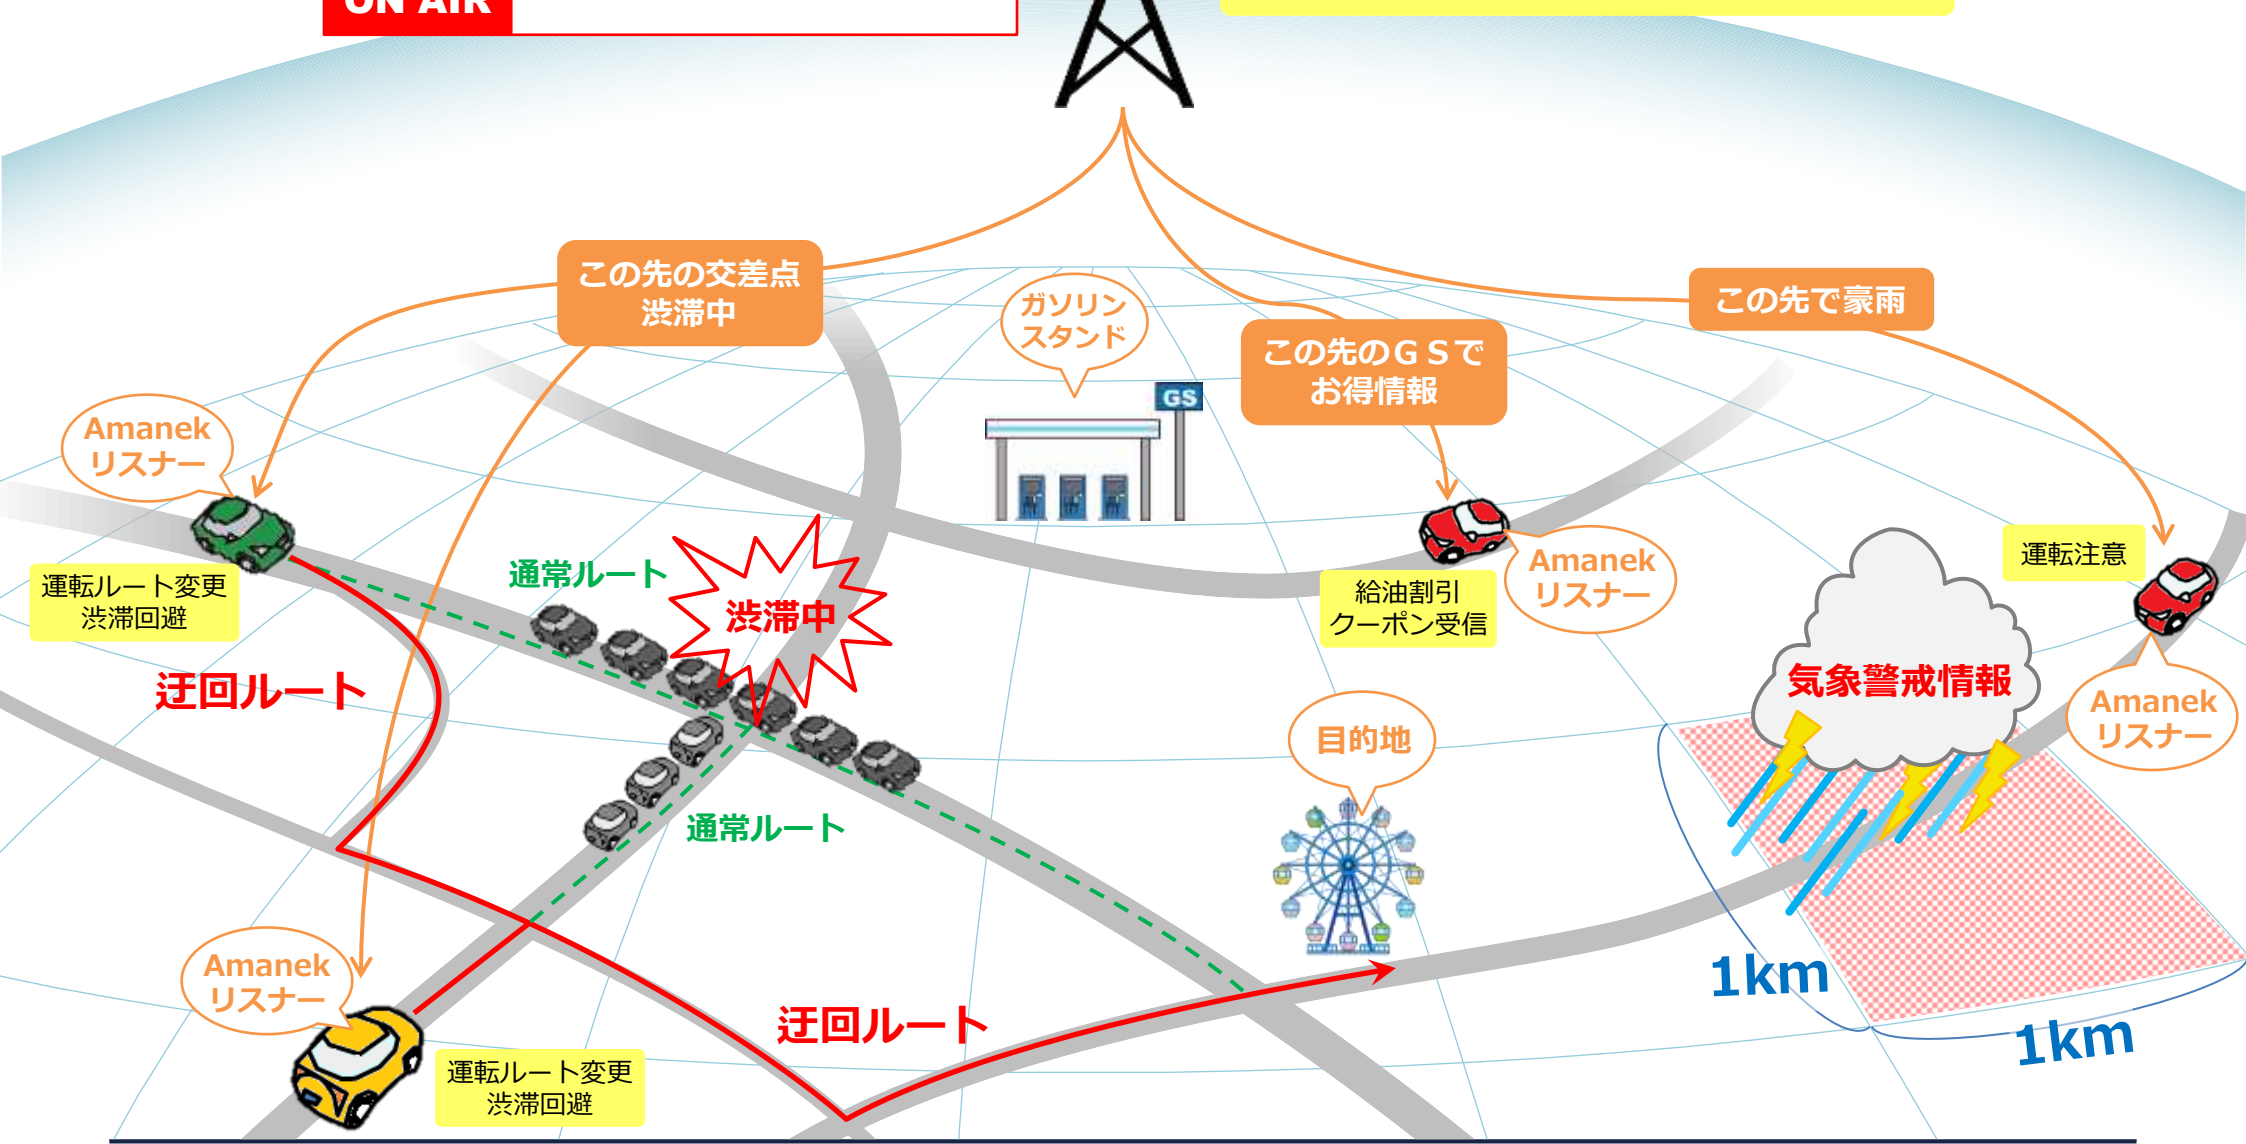 ON AIR
この先の交差点
渋滞中
ガソリン
スタンド
この先のＧＳで
お得情報
この先で豪雨
GS
Amanek
リスナー
運転ルート変更
渋滞回避
通常ルート
渋滞中
給油割引
クーポン受信
Amanek
リスナー
運転注意
迂回ルート
気象警戒情報
Amanek
リスナー
目的地
通常ルート
Amanek
リスナー
迂回ルート
1km
1km
運転ルート変更
渋滞回避